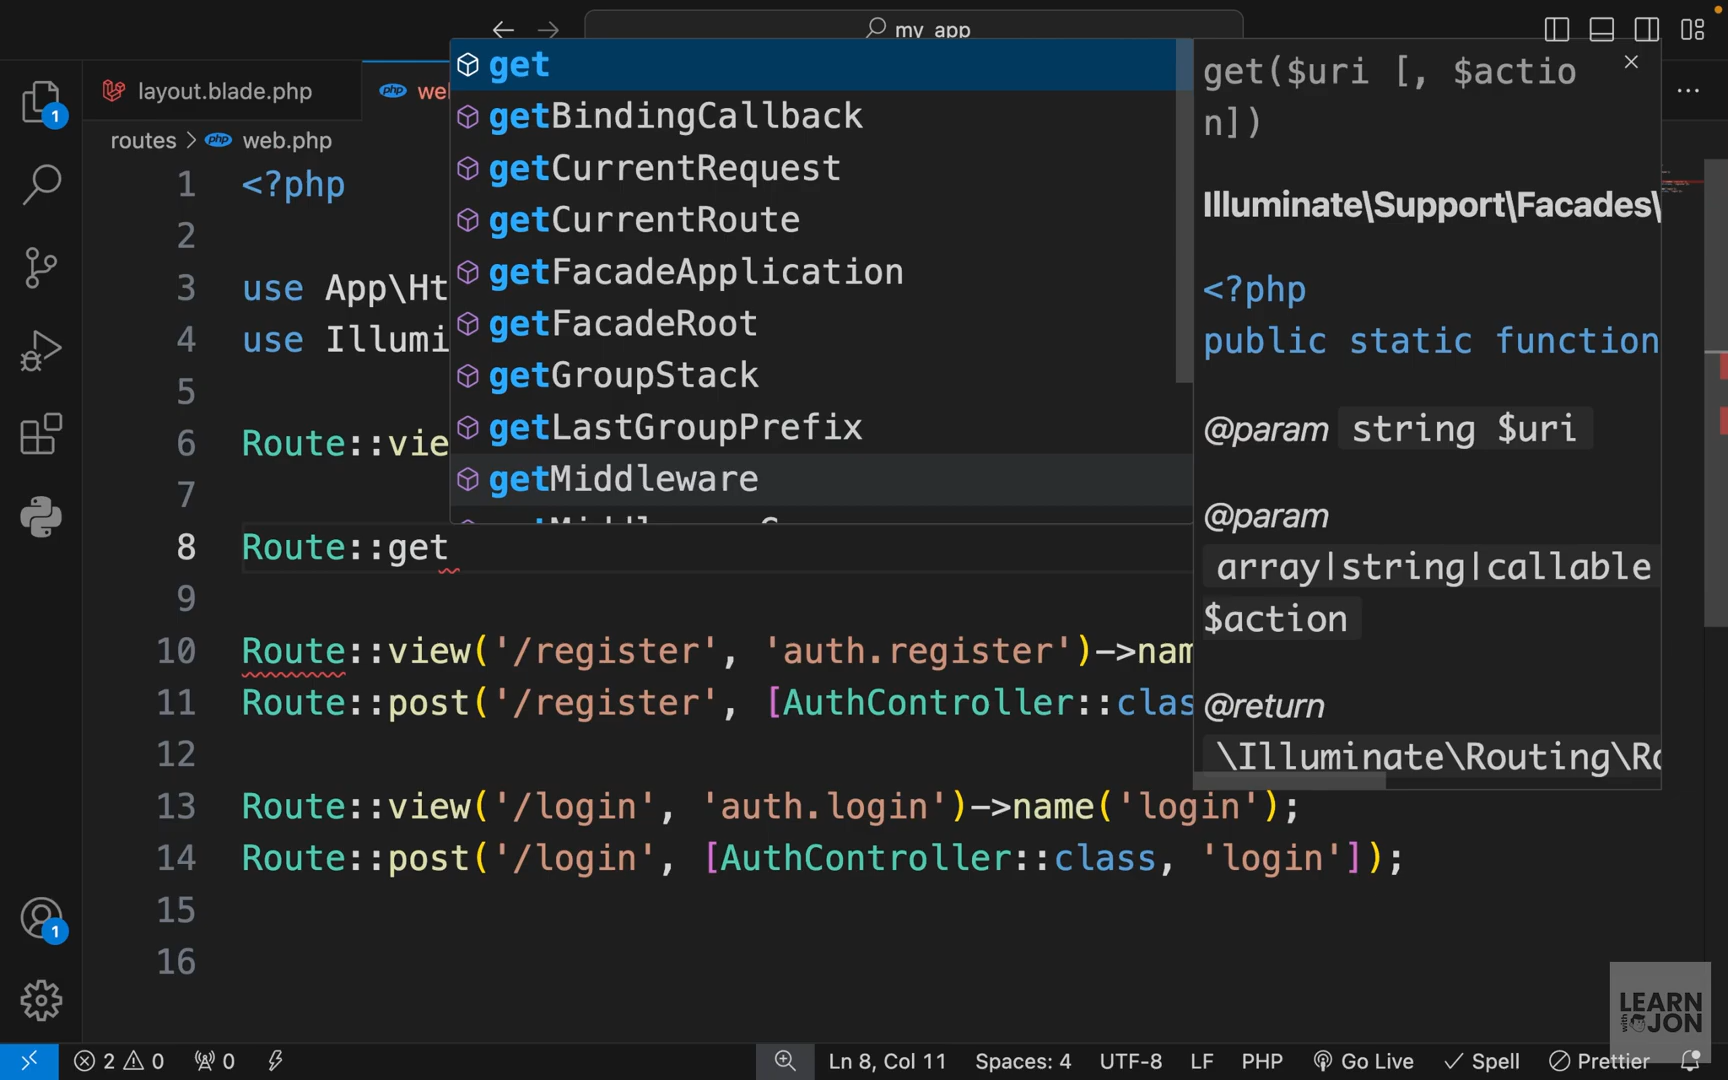 my_app
layout.blade.php
php we
routes > php web.php
1 <?php
2
3 use App\Ht
4 use Illumi
5
6 Route::vie
7
8 Route::get
9
10 Route::view('/register', 'auth.register')->nam
11 Route::post('/register', [AuthController::clas
12
13 Route::view('/login', 'auth.login')->name('login');
14 Route::post('/login', [AuthController::class, 'login']);
15
16
get
getBindingCallback
getCurrentRequest
getCurrentRoute
getFacadeApplication
getFacadeRoot
getGroupStack
getLastGroupPrefix
getMiddleware
get($uri [, $actio
n])
Illuminate\Support\Facades\
<?php
public static function
@param string $uri
@param
array|string|callable
$action
@return
\Illuminate\Routing\Ro
1
1
LEARN
with JON
2 0 0 Ln 8, Col 11 Spaces: 4 UTF-8 LF PHP Go Live Spell Prettier